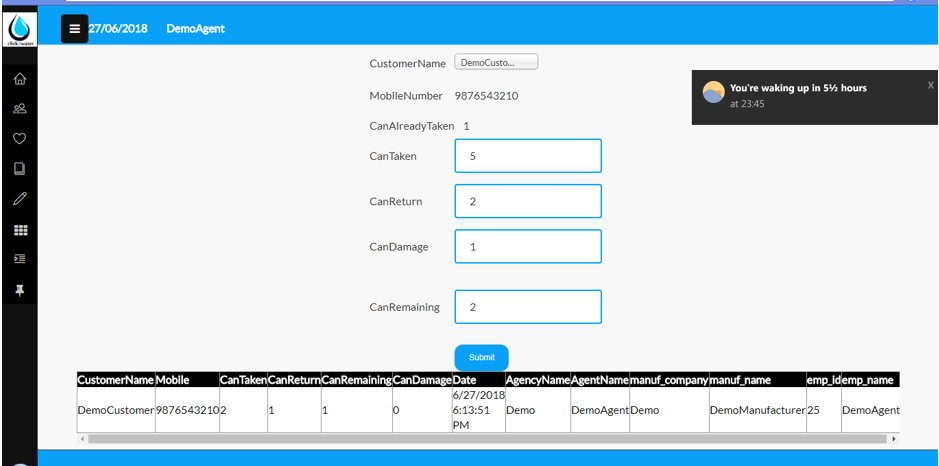 27/06/2018 DemoAgent
CustomerName DemoCusto...
MobileNumber 9876543210
CanAlreadyTaken 1
CanTaken 5
CanReturn 2
CanDamage 1
CanRemaining 2
Submit
You're waking up in 5½ hours
at 23:45
X
CustomerName Mobile CanTaken CanReturn CanRemaining CanDamage Date AgencyName AgentName manuf_company manuf_name emp_id emp_name
DemoCustomer 9876543210 2 1 1 0 6/27/2018 6:13:51 PM Demo DemoAgent Demo DemoManufacturer 25 DemoAgent